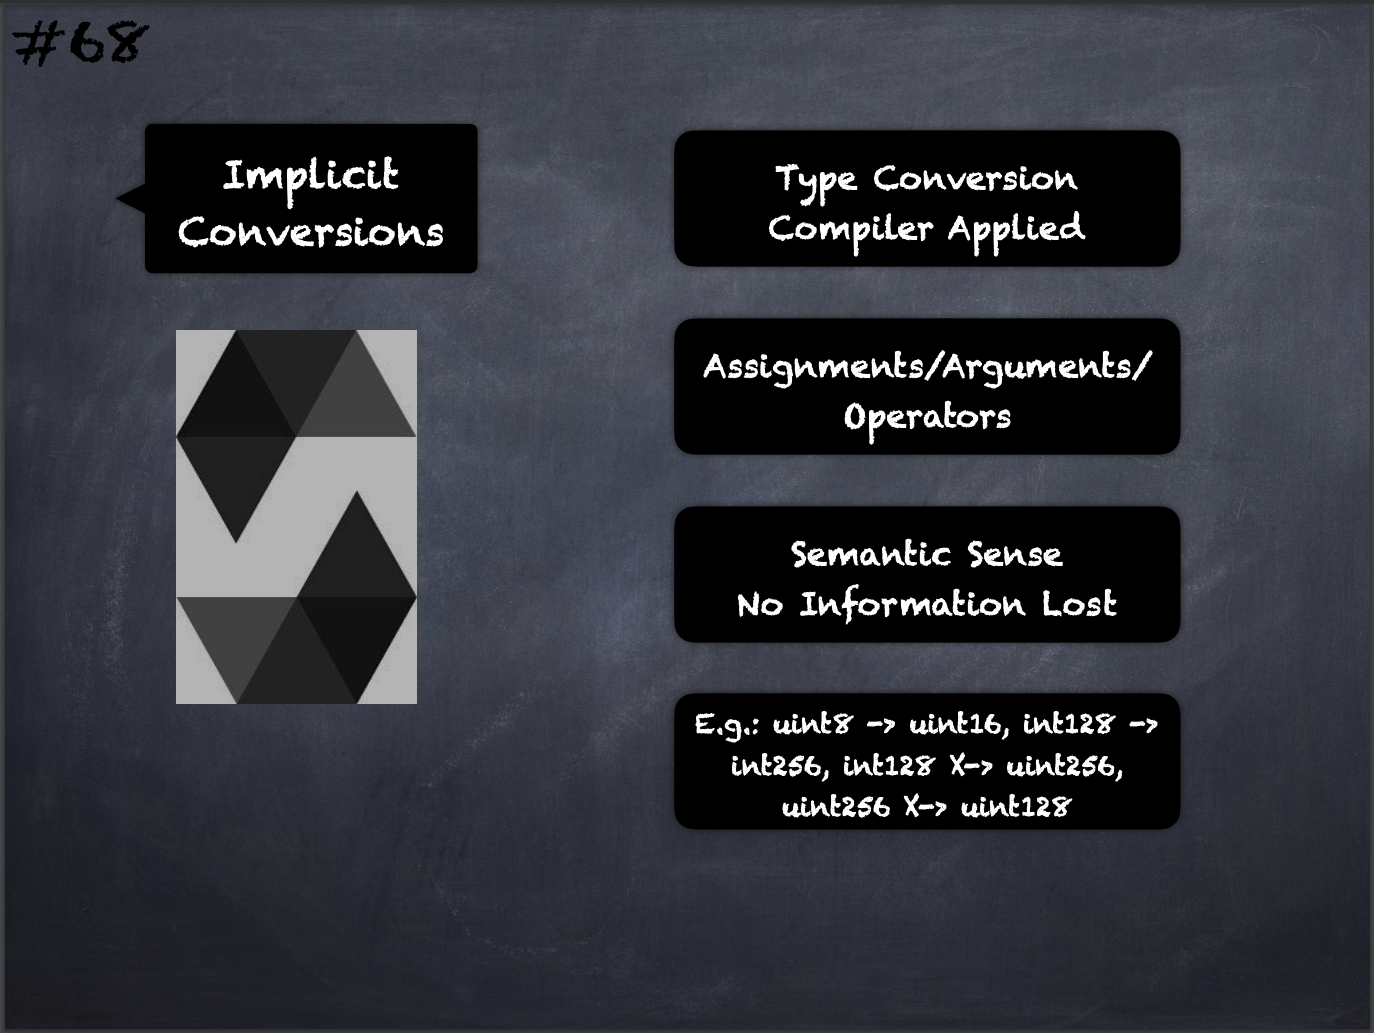 #68
Implicit
Conversions
Type Conversion
Compiler Applied
Assignments/Arguments/
Operators
Semantic Sense
No Information Lost
E.g.: uint8 -> uint16, int128 ->
int256, int128 X-> uint256,
uint256 X-> uint128